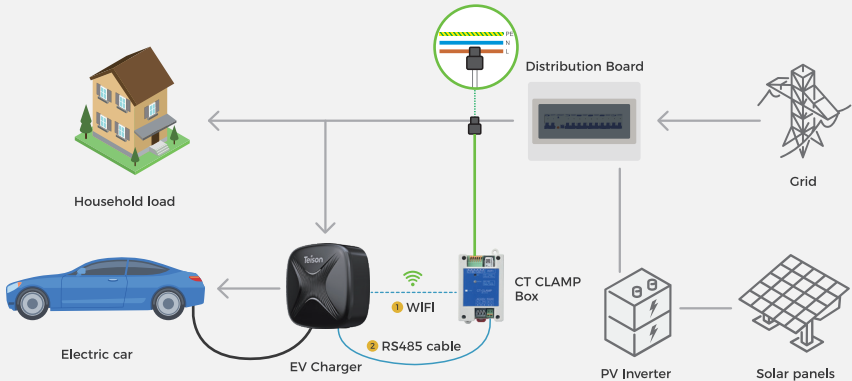 PE
N
L
Distribution Board
Household load
Grid
Teison
CT CLAMP
Box
1 WIFI
2 RS485 cable
Electric car
EV Charger
PV Inverter
Solar panels